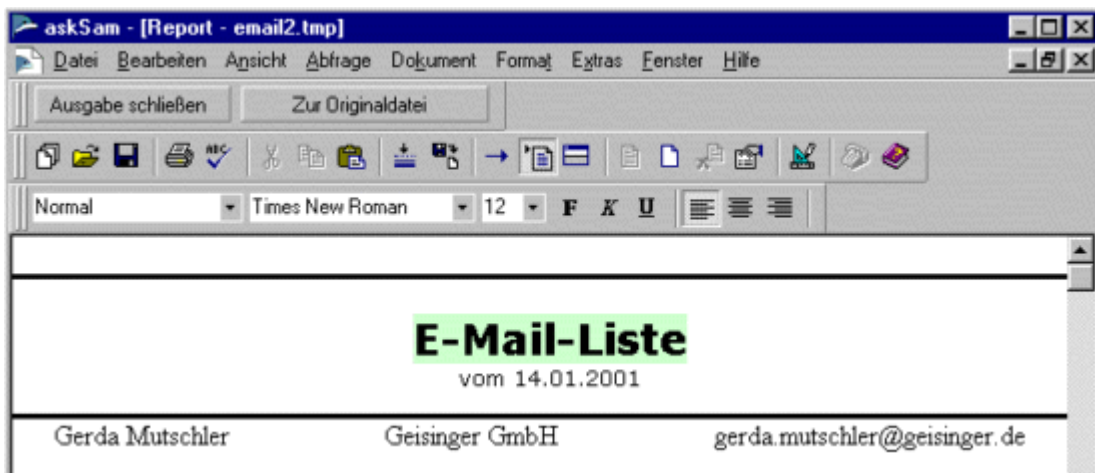 askSam - [Report - email2.tmp]
Datei Bearbeiten Ansicht Abfrage Dokument Format Extras Fenster Hilfe
Ausgabe schließen Zur Originaldatei
ABC
Normal Times New Roman 12 F K U
E-Mail-Liste
vom 14.01.2001
Gerda Mutschler Geisinger GmbH gerda.mutschler@geisinger.de